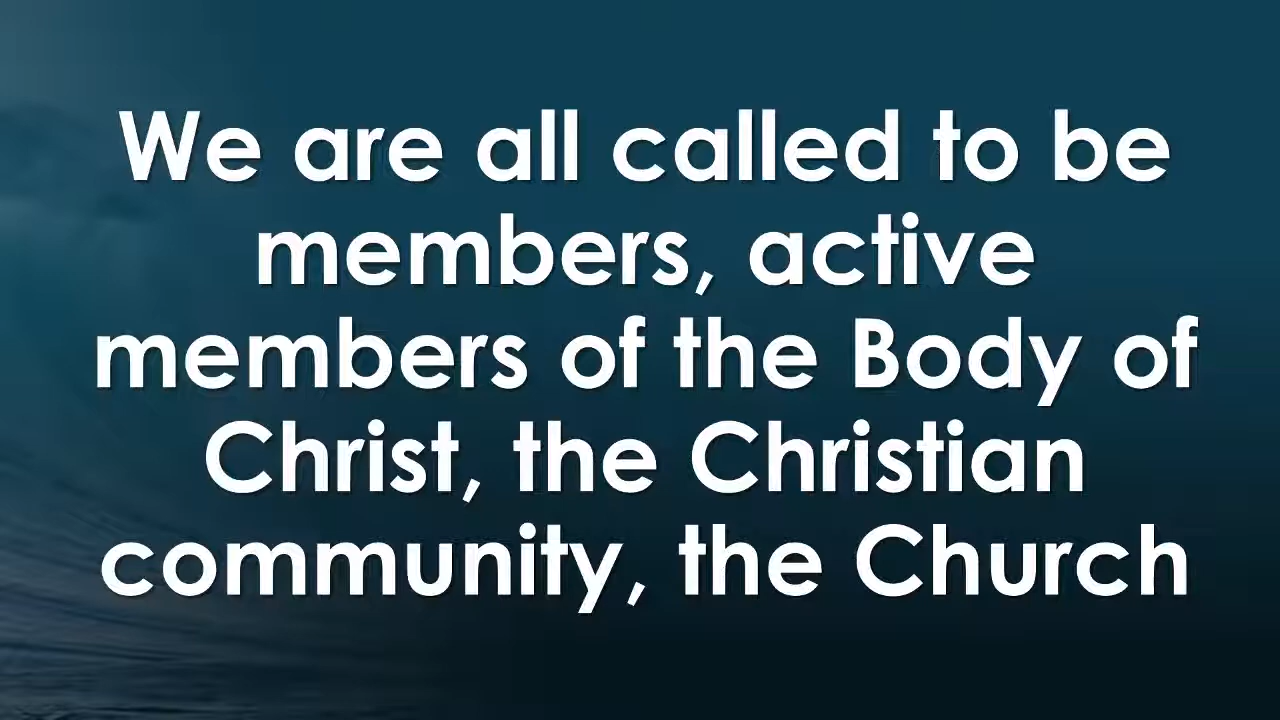 We are all called to be
members, active
members of the Body of
Christ, the Christian
community, the Church